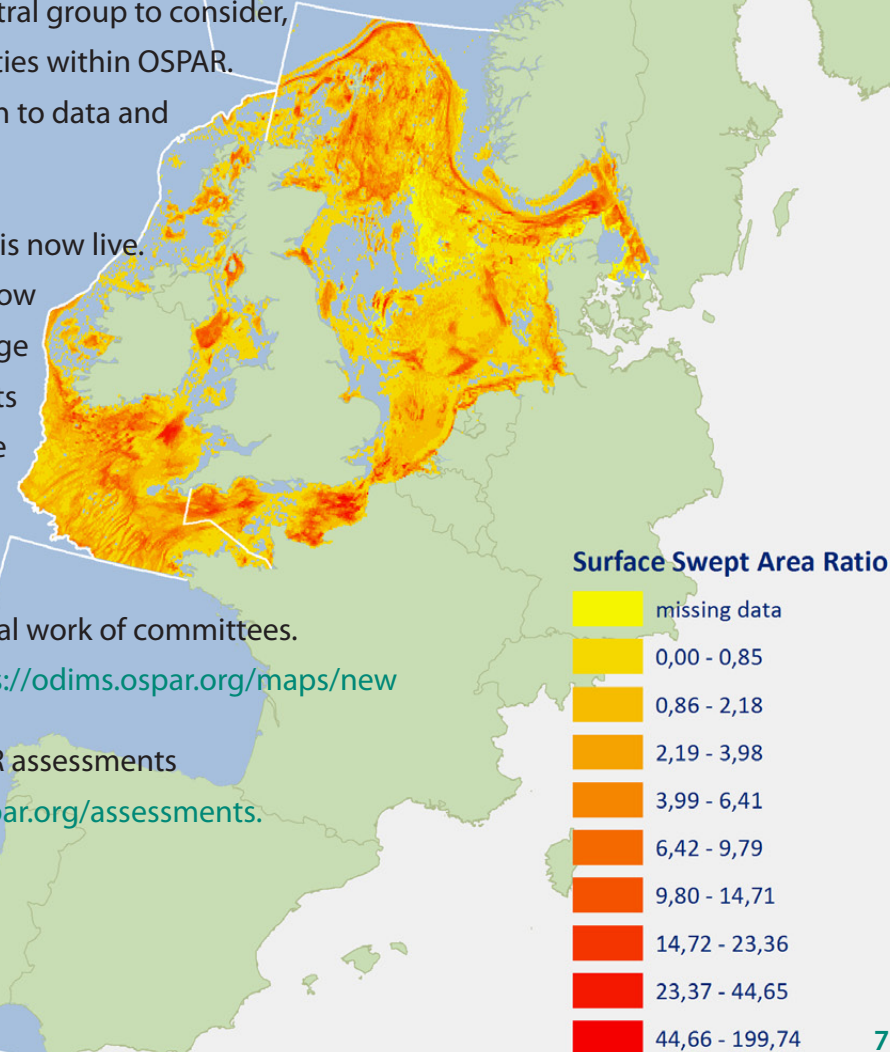 tral group to consider,
ties within OSPAR.
n to data and
is now live.
ow
ge
ts
e
al work of committees.
s://odims.ospar.org/maps/new
R assessments
par.org/assessments.
Surface Swept Area Ratio
missing data
0,00 - 0,85
0,86 - 2,18
2,19 - 3,98
3,99 - 6,41
6,42 - 9,79
9,80 - 14,71
14,72 - 23,36
23,37 - 44,65
44,66 - 199,74
7